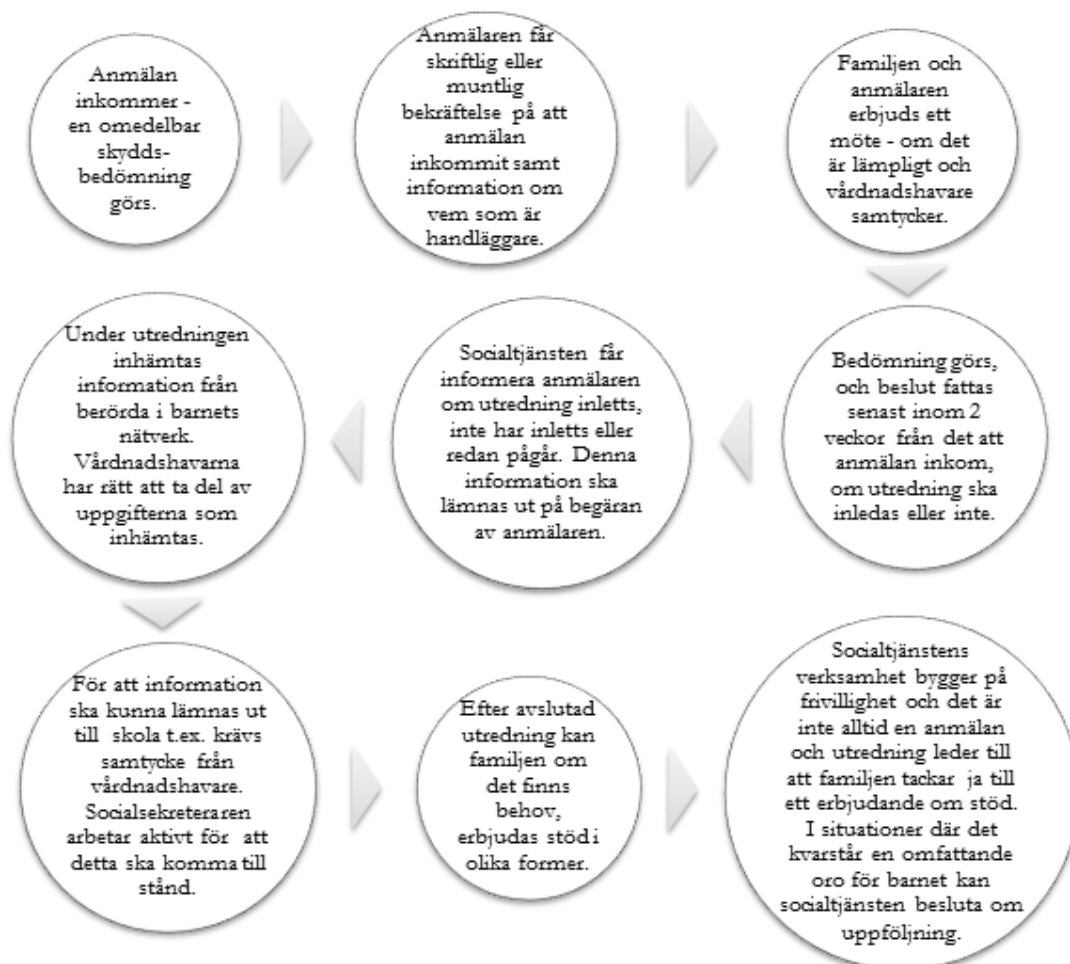 Anmälan
inkommer -
en omedelbar
skydds-
bedömning
görs.
Anmälaren får
skriftlig eller
muntlig
bekräftelse på att
anmälan
inkommit samt
information om
vem som är
handläggare.
Familjen och
anmälaren
erbjuds ett
möte - om det
är lämpligt och
vårdnadshavare
samtycker.
Bedömning görs,
och beslut fattas
senast inom 2
veckor från det att
anmälan inkom,
om utredning ska
inledas eller inte.
Socialtjänsten får
informera anmälaren
om utredning inletts,
inte har inletts eller
redan pågår. Denna
information ska
lämnas ut på begäran
av anmälaren.
Under utredningen
inhämtas
information från
berörda i barnets
nätverk.
Vårdnadshavarna
har rätt att ta del av
uppgifterna som
inhämtas.
För att information
ska kunna lämnas ut
till skola t.ex. krävs
samtycke från
vårdnadshavare.
Socialsekreteraren
arbetar aktivt för att
detta ska komma till
stånd.
Efter avslutad
utredning kan
familjen om
det finns
behov,
erbjudas stöd i
olika former.
Socialtjänstens
verksamhet bygger på
frivillighet och det är
inte alltid en anmälan
och utredning leder till
att familjen tackar ja till
ett erbjudande om stöd.
I situationer där det
kvarstår en omfattande
oro för barnet kan
socialtjänsten besluta om
uppföljning.